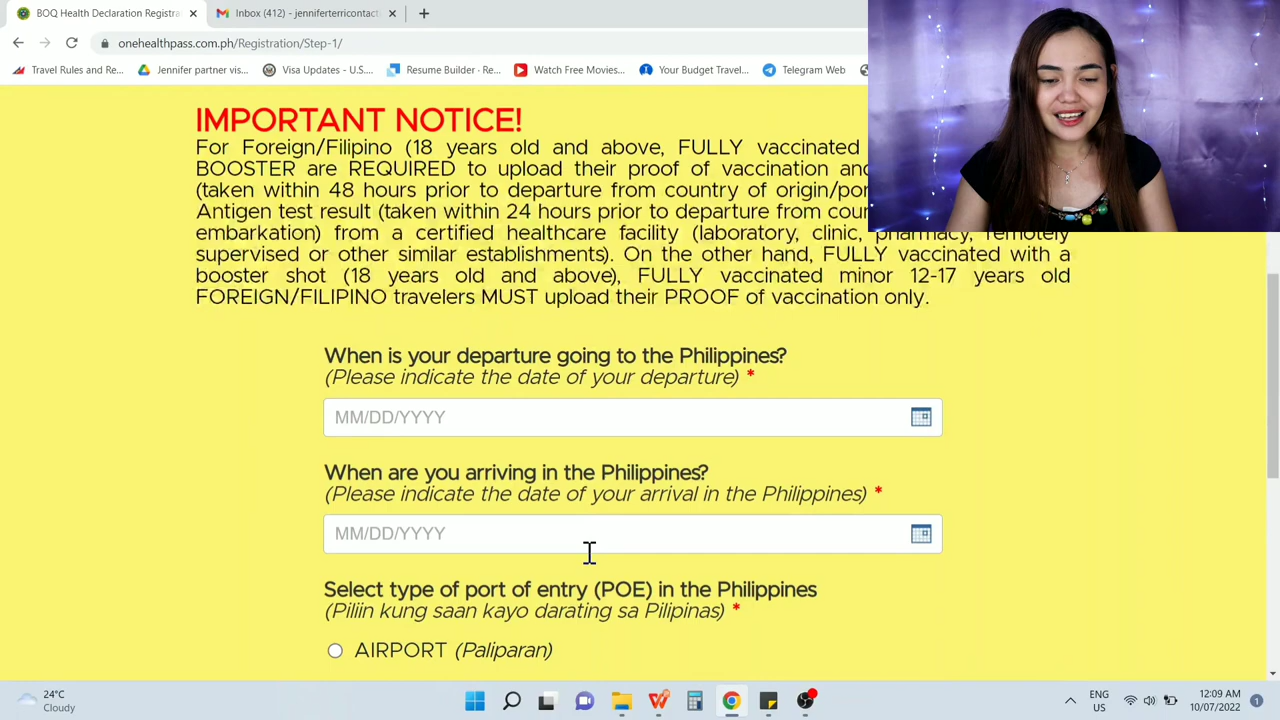 BOQ Health Declaration Registra
Inbox (412) - jenniferterricontact
onehealthpass.com.ph/Registration/Step-1/
Travel Rules and Re...
Jennifer partner vis...
Visa Updates - U.S....
Resume Builder · Re...
Watch Free Movies...
Your Budget Travel...
Telegram Web
IMPORTANT NOTICE!
For Foreign/Filipino (18 years old and above, FULLY vaccinated
BOOSTER are REQUIRED to upload their proof of vaccination and
(taken within 48 hours prior to departure from country of origin/por
Antigen test result (taken within 24 hours prior to departure from cour
embarkation) from a certified healthcare facility (laboratory, clinic, pharmacy, remotely
supervised or other similar establishments). On the other hand, FULLY vaccinated with a
booster shot (18 years old and above), FULLY vaccinated minor 12-17 years old
FOREIGN/FILIPINO travelers MUST upload their PROOF of vaccination only.
When is your departure going to the Philippines?
(Please indicate the date of your departure) *
MM/DD/YYYY
When are you arriving in the Philippines?
(Please indicate the date of your arrival in the Philippines) *
MM/DD/YYYY
Select type of port of entry (POE) in the Philippines
(Piliin kung saan kayo darating sa Pilipinas) *
AIRPORT (Paliparan)
24°C
Cloudy
ENG
US
12:09 AM
10/07/2022
1